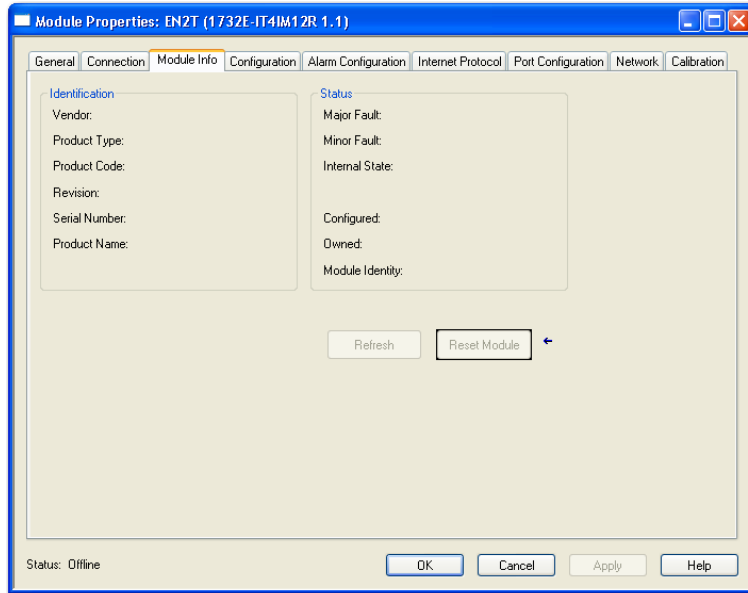 Module Properties: EN2T (1732E-IT4IM12R 1.1)
General Connection Module Info Configuration Alarm Configuration Internet Protocol Port Configuration Network Calibration
Identification
Vendor:
Product Type:
Product Code:
Revision:
Serial Number:
Product Name:
Status
Major Fault:
Minor Fault:
Internal State:
Configured:
Owned:
Module Identity:
Refresh Reset Module
Status: Offline
OK Cancel Apply Help